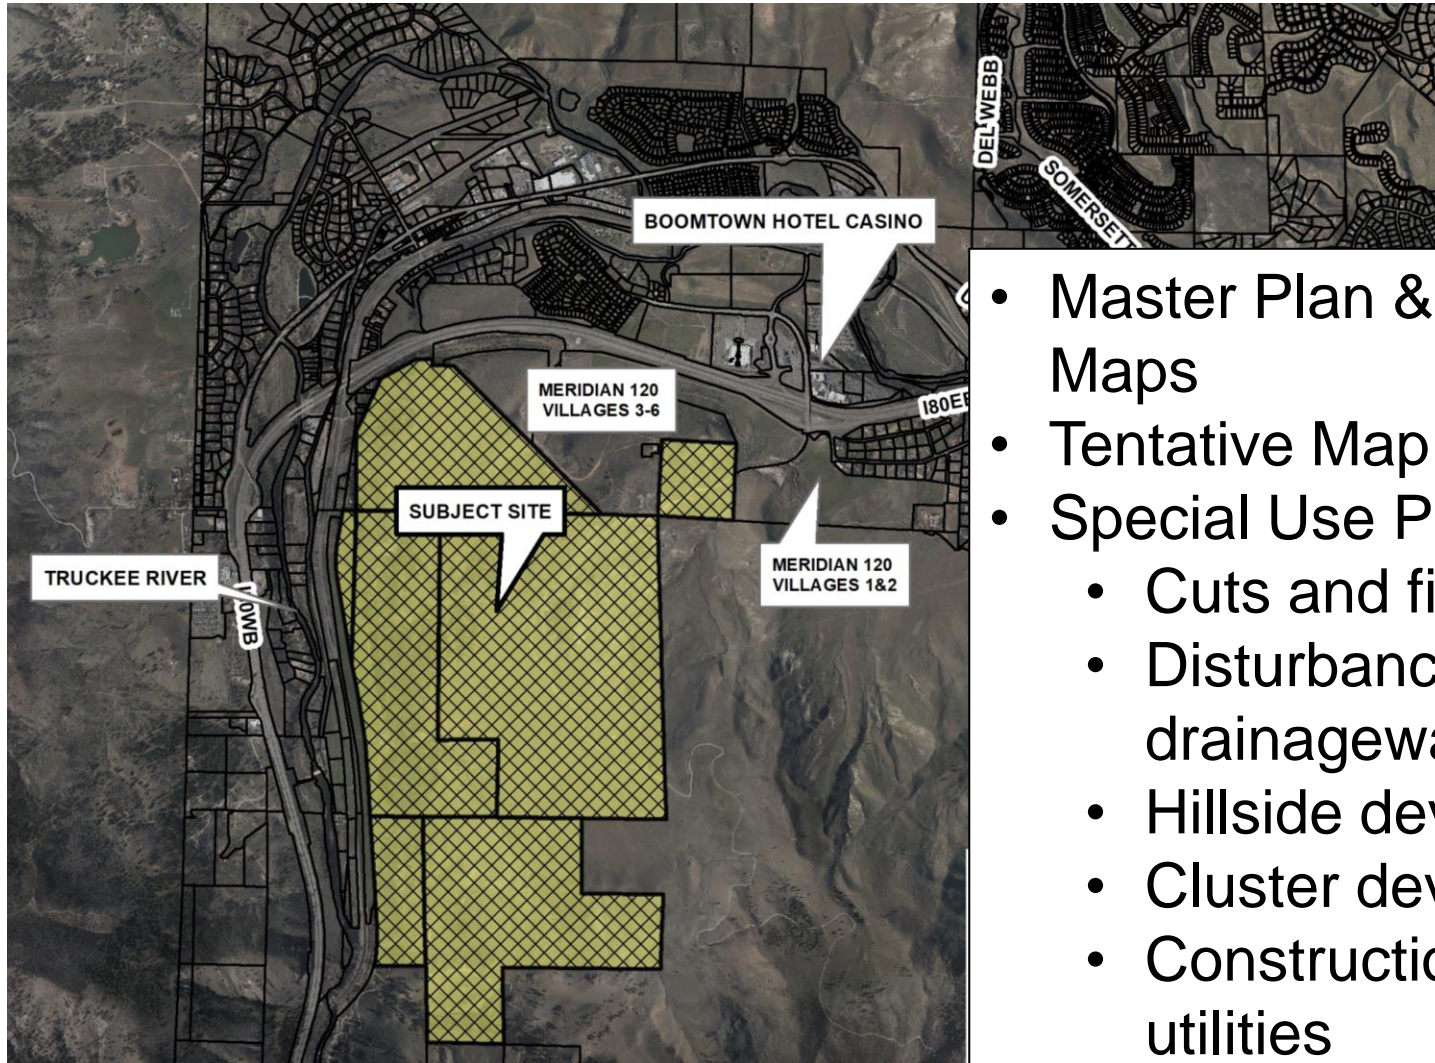 DEL WEBB
SOMERSETT
BOOMTOWN HOTEL CASINO
MERIDIAN 120
VILLAGES 3-6
I80EB
SUBJECT SITE
MERIDIAN 120
VILLAGES 1&2
TRUCKEE RIVER
• Master Plan &
Maps
• Tentative Map
• Special Use P
• Cuts and fi
• Disturbanc
drainagewa
• Hillside dev
• Cluster dev
• Constructio
utilities